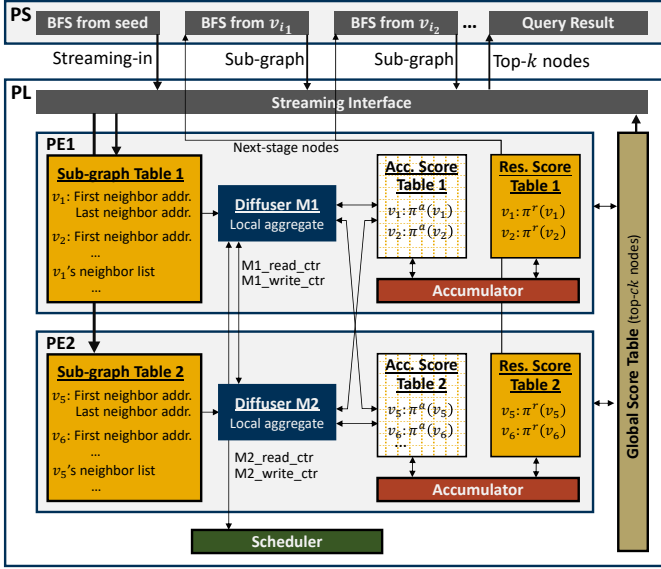 PS
BFS from seed
BFS from v_{i_1}
BFS from v_{i_2}
...
Query Result
Streaming-in
Sub-graph
Sub-graph
Top-k nodes
PL
Streaming Interface
PE1
Next-stage nodes
Sub-graph Table 1
v_1: First neighbor addr.
Last neighbor addr.
v_2: First neighbor addr.
...
v_1's neighbor list
...
Diffuser M1
Local aggregate
M1_read_ctr
M1_write_ctr
Acc. Score
Table 1
v_1: π^a(v_1)
v_2: π^a(v_2)
Res. Score
Table 1
v_1: π^r(v_1)
v_2: π^r(v_2)
Accumulator
PE2
Sub-graph Table 2
v_5: First neighbor addr.
Last neighbor addr.
v_6: First neighbor addr.
...
v_5's neighbor list
...
Diffuser M2
Local aggregate
M2_read_ctr
M2_write_ctr
Acc. Score
Table 2
v_5: π^a(v_5)
v_6: π^a(v_6)
...
Res. Score
Table 2
v_5: π^r(v_5)
v_6: π^r(v_6)
Accumulator
Scheduler
Global Score Table (top-ck nodes)